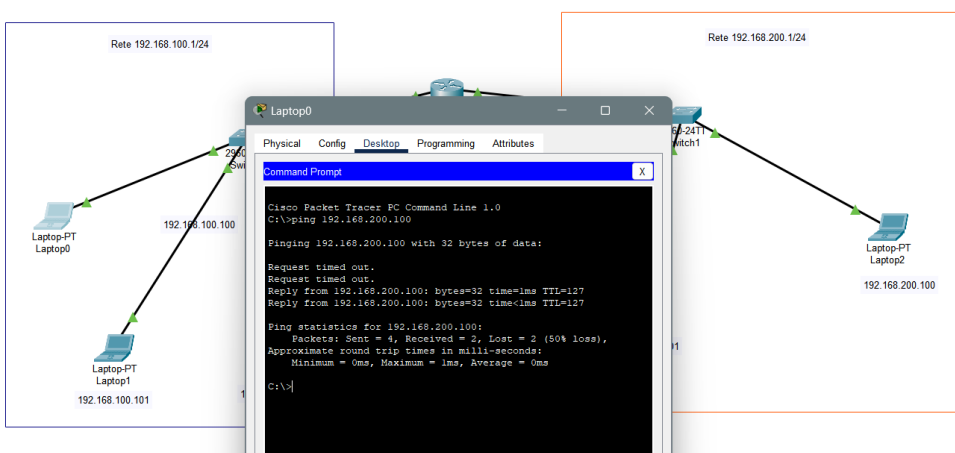 Rete 192.168.100.1/24
Rete 192.168.200.1/24
Laptop0
Physical Config Desktop Programming Attributes
Command Prompt
X
Cisco Packet Tracer PC Command Line 1.0
C:\>ping 192.168.200.100
Pinging 192.168.200.100 with 32 bytes of data:
Request timed out.
Request timed out.
Reply from 192.168.200.100: bytes=32 time=1ms TTL=127
Reply from 192.168.200.100: bytes=32 time<1ms TTL=127
Ping statistics for 192.168.200.100:
Packets: Sent = 4, Received = 2, Lost = 2 (50% loss),
Approximate round trip times in milli-seconds:
Minimum = 0ms, Maximum = 1ms, Average = 0ms
C:\>
192.168.100.100
Laptop-PT
Laptop0
Laptop-PT
Laptop1
192.168.100.101
Laptop-PT
Laptop2
192.168.200.100